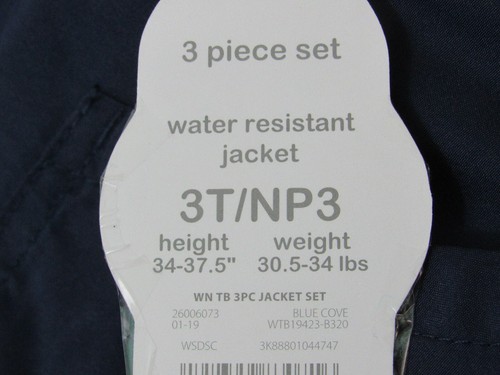 3 piece set
water resistant
jacket
3T/NP3
height weight
34-37.5" 30.5-34 lbs
WN TB 3PC JACKET SET
26006073 BLUE COVE
01-19 WTB19423-B320
WSDSC 3K88801044747